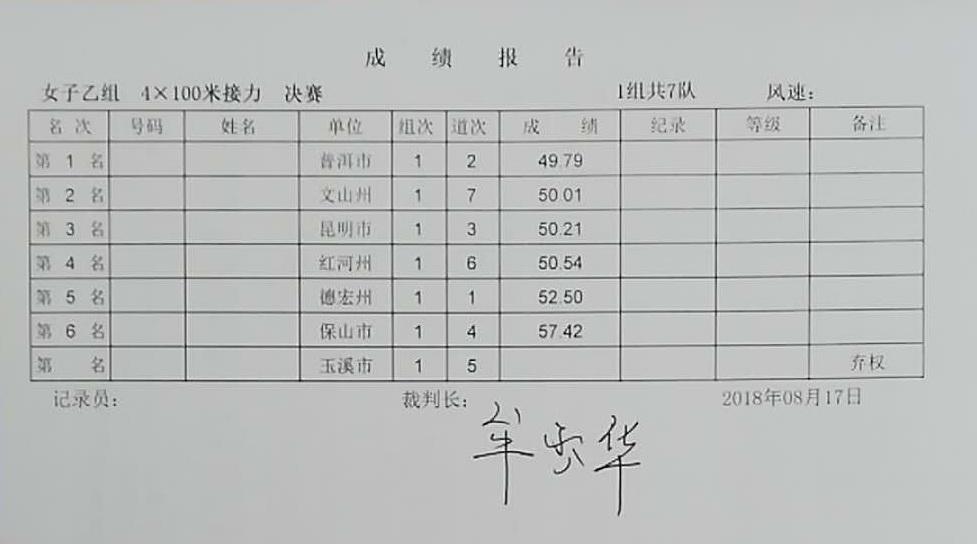 成 绩 报 告
女子乙组 4×100米接力 决赛 1组共7队 风速:
名 次 号码 姓名 单位 组次 道次 成 绩 纪录 等级 备注
第 1 名 普洱市 1 2 49.79
第 2 名 文山州 1 7 50.01
第 3 名 昆明市 1 3 50.21
第 4 名 红河州 1 6 50.54
第 5 名 德宏州 1 1 52.50
第 6 名 保山市 1 4 57.42
第 名 玉溪市 1 5 弃权
记录员: 裁判长: 2018年08月17日
华